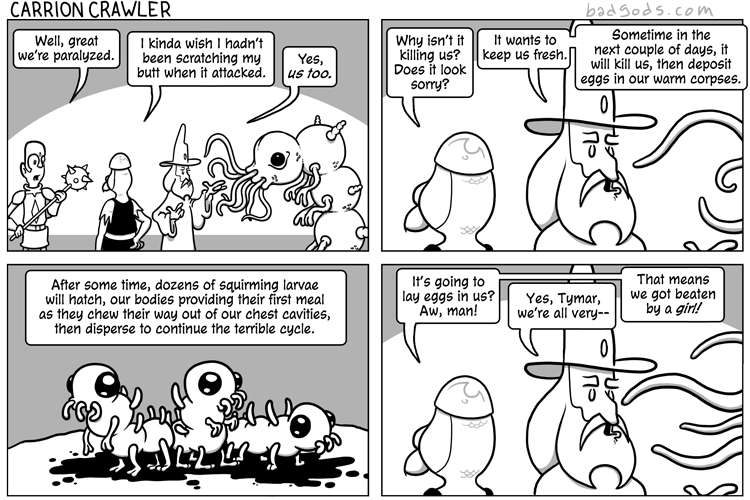 CARRION CRAWLER
badgods.com
Well, great
we're paralyzed.
I kinda wish I hadn't
been scratching my
butt when it attacked.
Yes,
us too.
Why isn't it
killing us?
Does it look
sorry?
It wants to
keep us fresh.
Sometime in the
next couple of days, it
will kill us, then deposit
eggs in our warm corpses.
After some time, dozens of squirming larvae
will hatch, our bodies providing their first meal
as they chew their way out of our chest cavities,
then disperse to continue the terrible cycle.
It's going to
lay eggs in us?
Aw, man!
Yes, Tymar,
we're all very--
That means
we got beaten
by a girl!